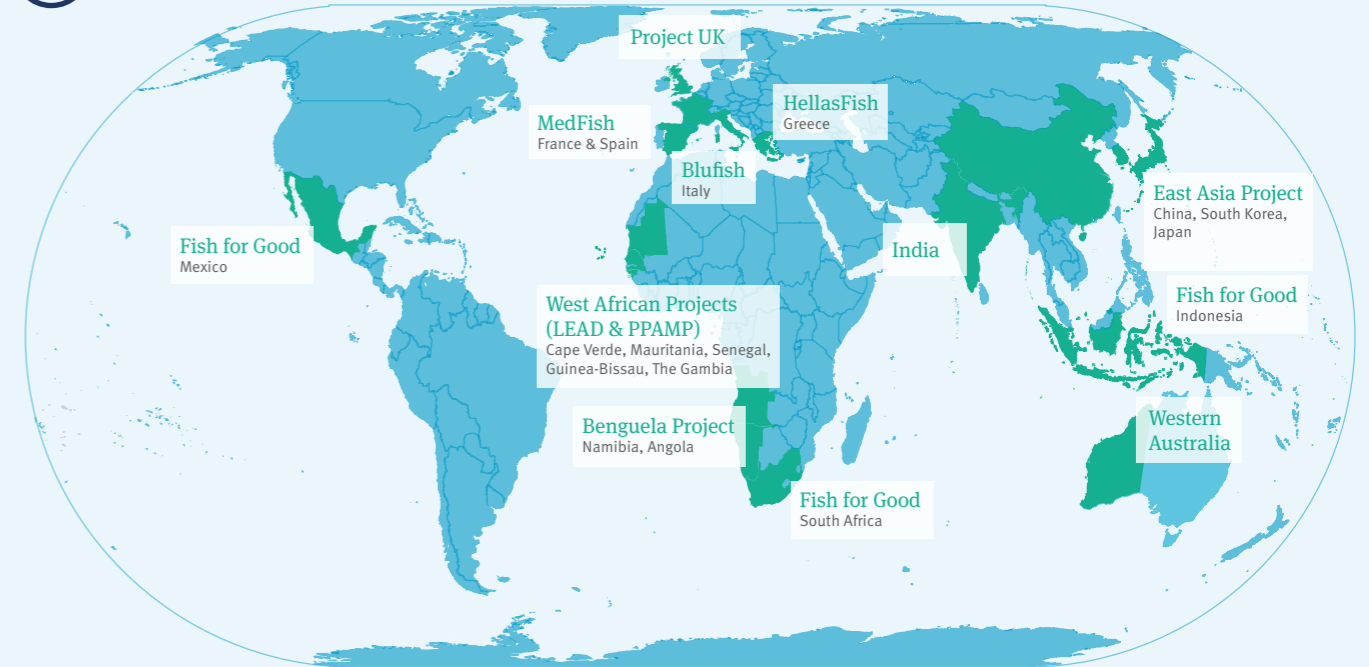 Project UK
HellasFish
Greece
MedFish
France & Spain
Blufish
Italy
East Asia Project
China, South Korea,
Japan
Fish for Good
Mexico
India
Fish for Good
Indonesia
West African Projects
(LEAD & PPAMP)
Cape Verde, Mauritania, Senegal,
Guinea-Bissau, The Gambia
Western
Australia
Benguela Project
Namibia, Angola
Fish for Good
South Africa